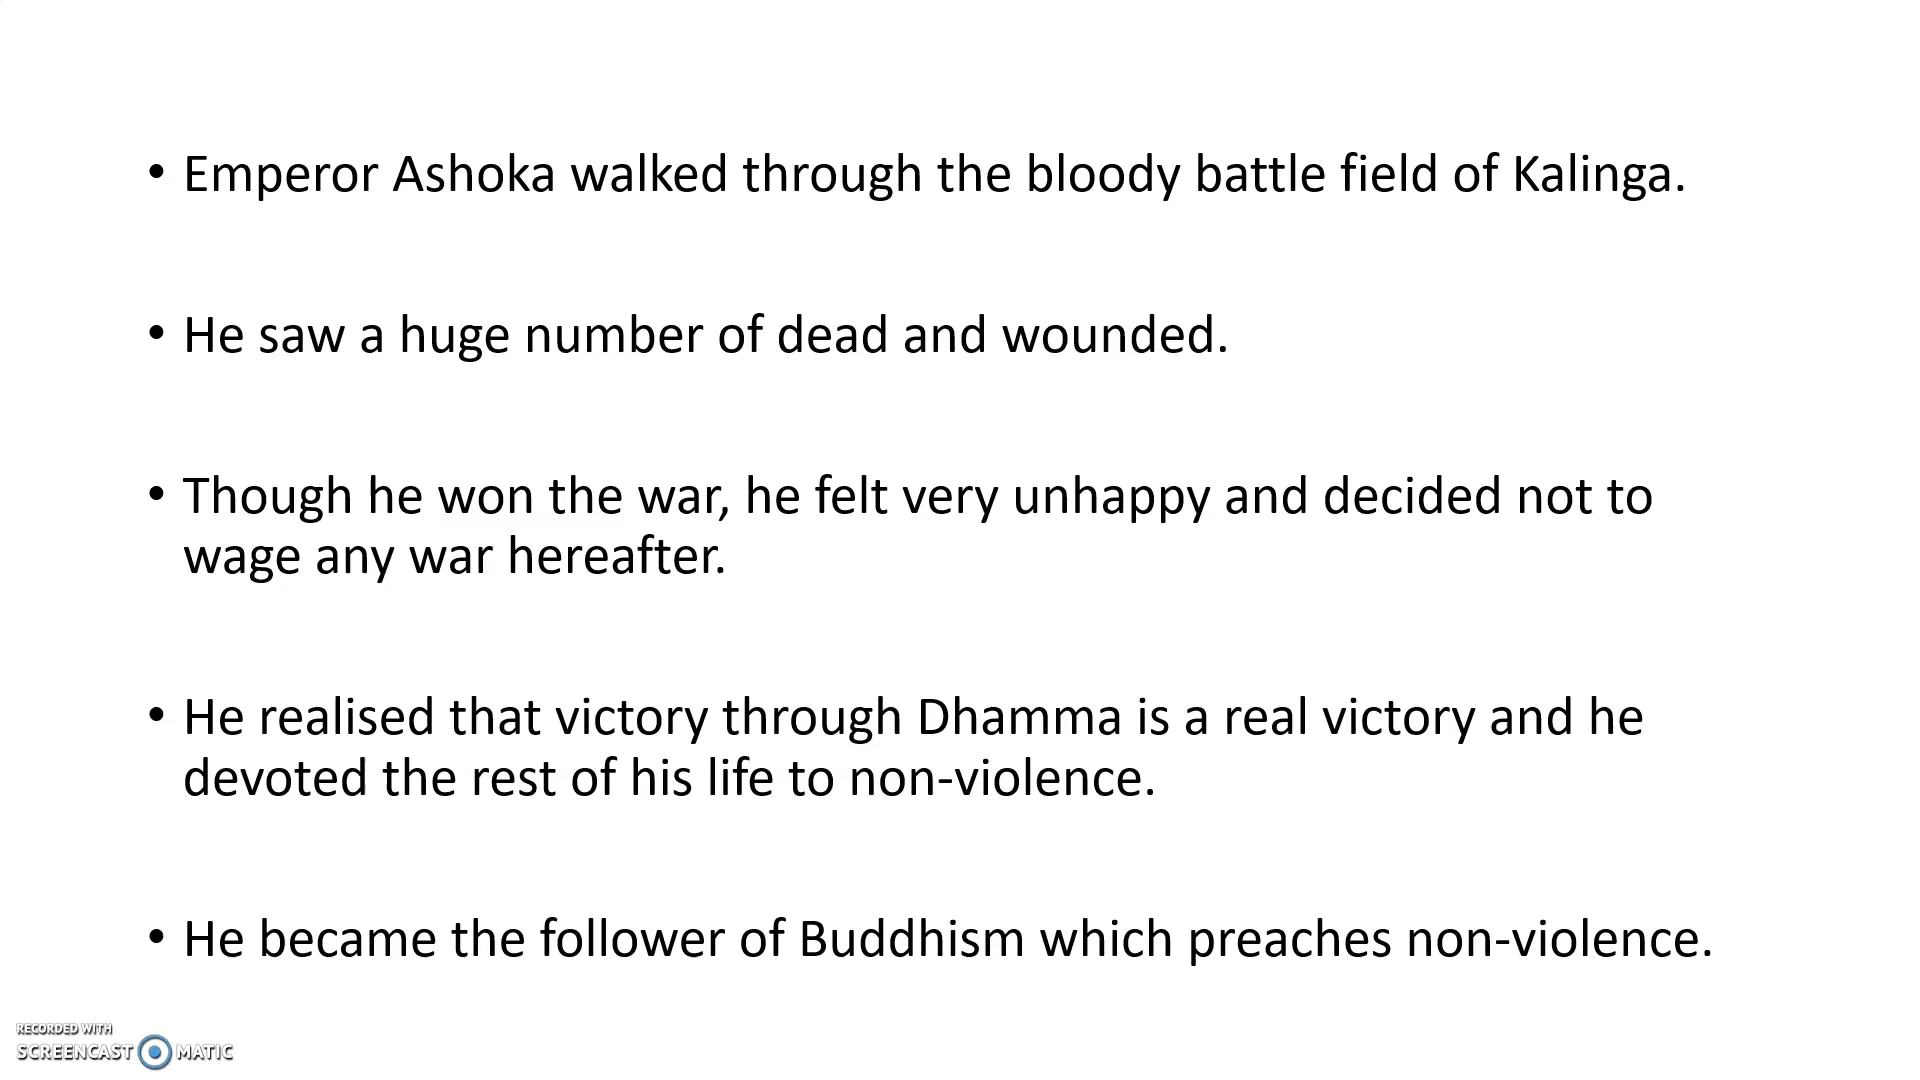 • Emperor Ashoka walked through the bloody battle field of Kalinga.
• He saw a huge number of dead and wounded.
• Though he won the war, he felt very unhappy and decided not to
wage any war hereafter.
• He realised that victory through Dhamma is a real victory and he
devoted the rest of his life to non-violence.
• He became the follower of Buddhism which preaches non-violence.
RECORDED WITH
SCREENCAST MATIC